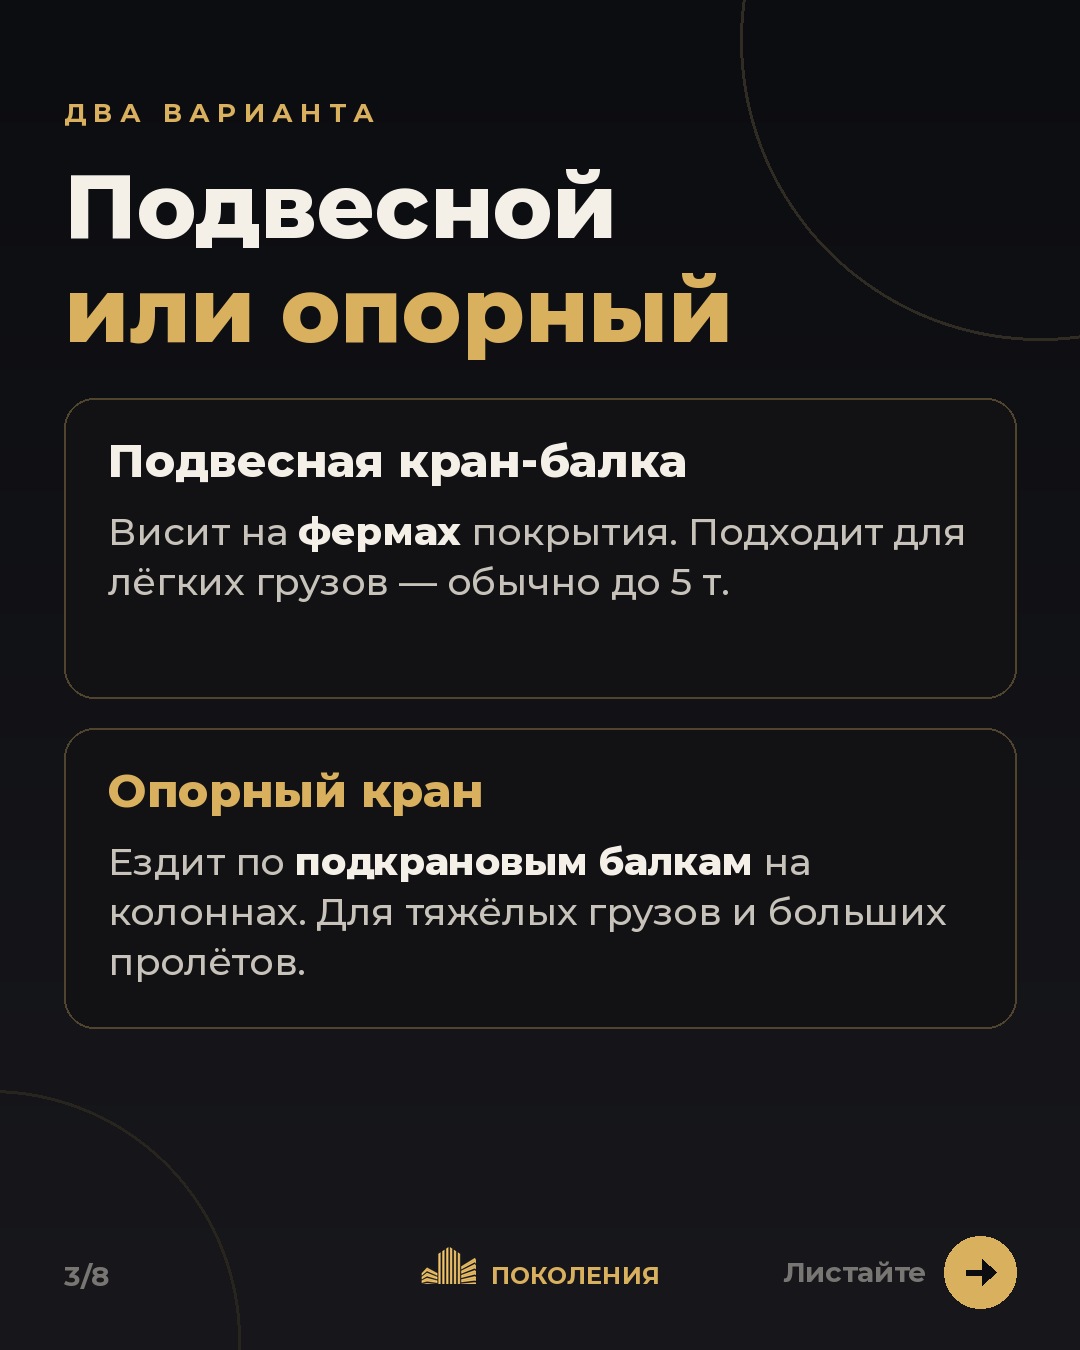 ДВА ВАРИАНТА
Подвесной
или опорный
Подвесная кран-балка
Висит на фермах покрытия. Подходит для
лёгких грузов — обычно до 5 т.
Опорный кран
Ездит по подкрановым балкам на
колоннах. Для тяжёлых грузов и больших
пролётов.
3/8
ПОКОЛЕНИЯ
Листайте